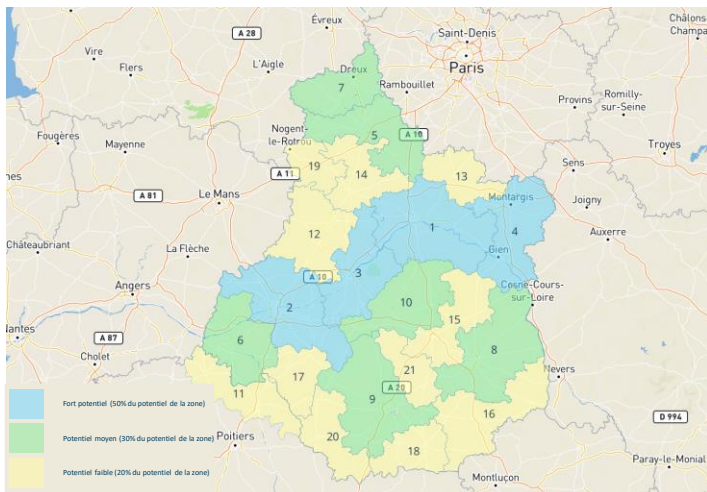 Évreux
Saint-Denis
Châlons
Champa
Vire
A 28
Paris
Flers
L'Aigle
7
Dreux
Rambouillet
Provins
Romilly-
sur-Seine
Fougères
Mayenne
Nogent-
le-Rotrou
5
A 10
Troyes
nes
A 11
19
14
13
Sens
A 81
Le Mans
Montargis
Joigny
12
1
4
Auxerre
Châteaubriant
La Flèche
Gien
A 10
3
Angers
Cosne-Cours-
sur-Loire
2
10
15
Nantes
A 87
6
8
Cholet
21
Nevers
17
A 20
11
9
16
D 994
Poitiers
20
18
Paray-le-Monial
Montluçon
Fort potentiel (50% du potentiel de la zone)
Potentiel moyen (30% du potentiel de la zone)
Potentiel faible (20% du potentiel de la zone)